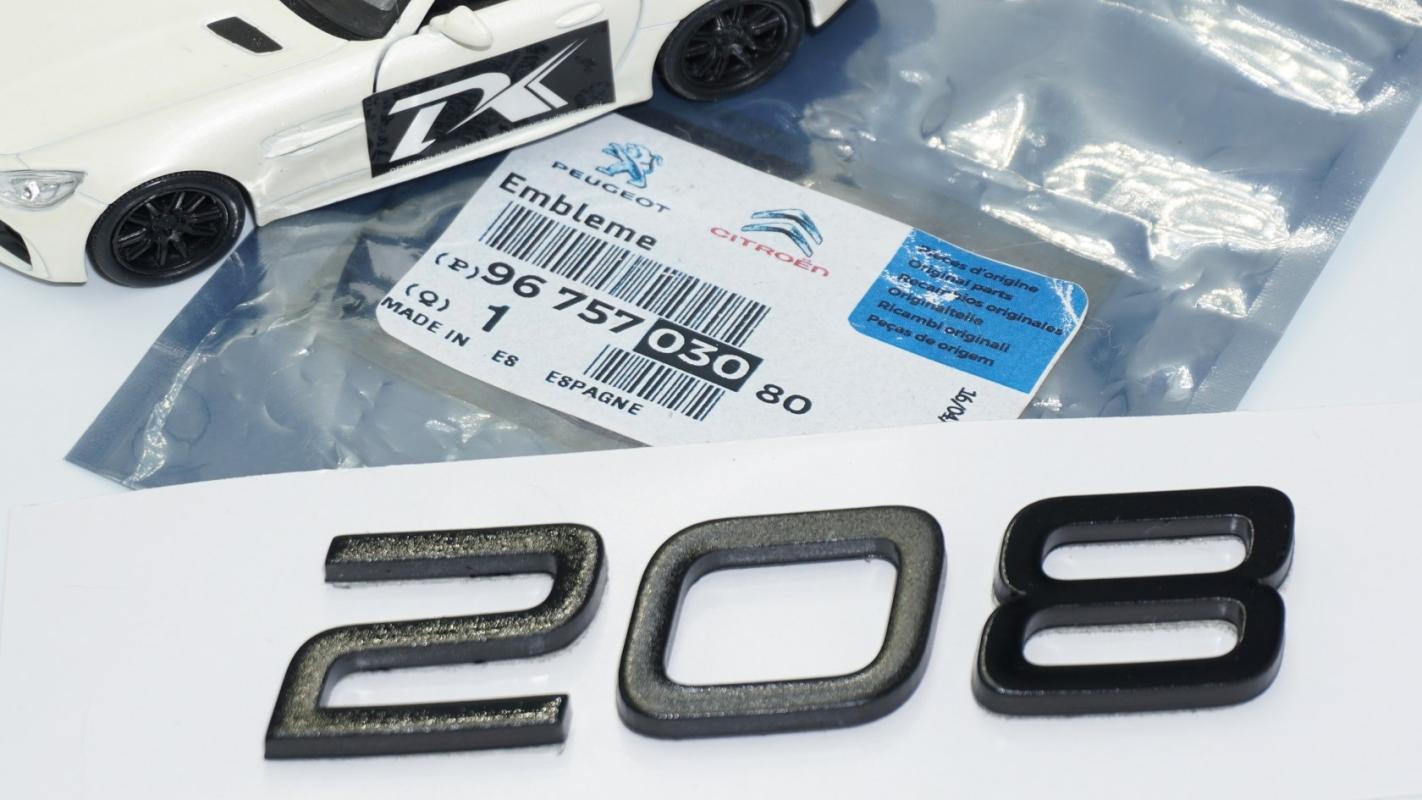 PEUGEOT
CITROËN
Embleme
(P)96 757 030 80
(Q) 1
MADE IN ES ESPAGNE
Pièces d'origine
Original parts
Recambios originales
Originalteile
Ricambi originali
Peças de origem
208